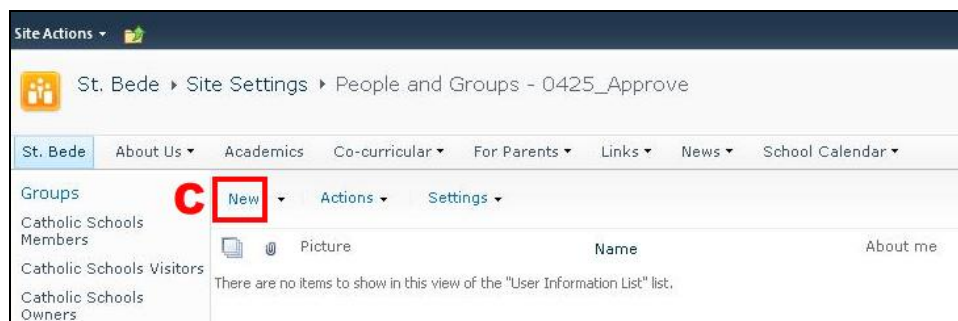 Site Actions
St. Bede ▸ Site Settings ▸ People and Groups - 0425_Approve
St. Bede About Us Academics Co-curricular For Parents Links News School Calendar
Groups
C New Actions Settings
Catholic Schools
Members
Picture Name About me
Catholic Schools Visitors
There are no items to show in this view of the "User Information List" list.
Catholic Schools
Owners